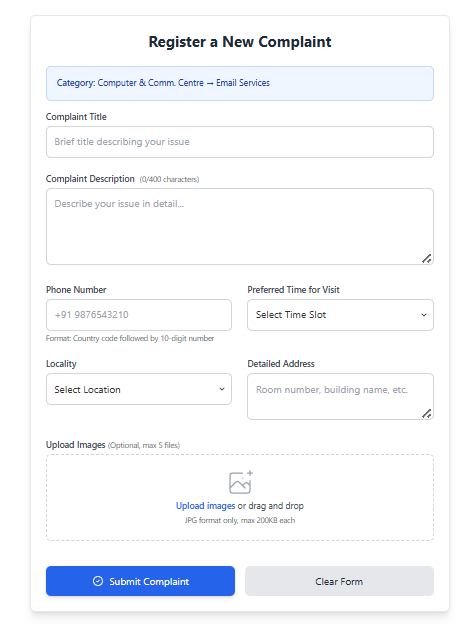 Register a New Complaint
Category: Computer & Comm. Centre → Email Services
Complaint Title
Brief title describing your issue
Complaint Description (0/400 characters)
Describe your issue in detail...
Phone Number
Preferred Time for Visit
+91 9876543210
Select Time Slot
Format: Country code followed by 10-digit number
Locality
Detailed Address
Select Location
Room number, building name, etc.
Upload Images (Optional, max 5 files)
Upload images or drag and drop
JPG format only, max 200KB each
Submit Complaint
Clear Form